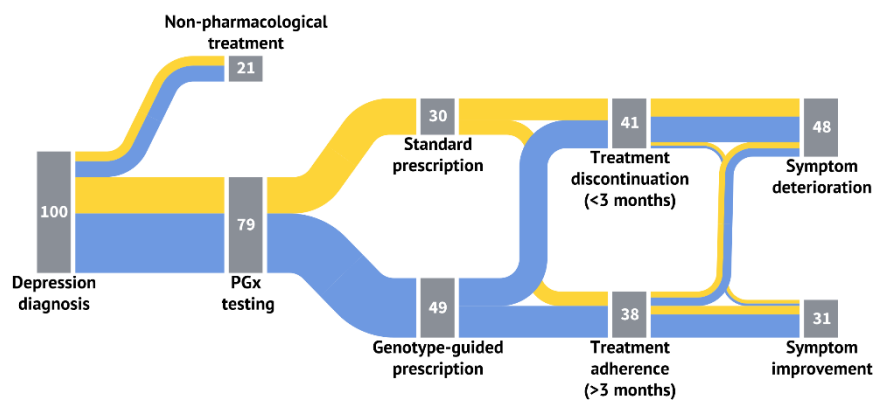 Non-pharmacological
treatment
21
100
Depression
diagnosis
79
PGx
testing
30
Standard
prescription
49
Genotype-guided
prescription
41
Treatment
discontinuation
(<3 months)
38
Treatment
adherence
(>3 months)
48
Symptom
deterioration
31
Symptom
improvement